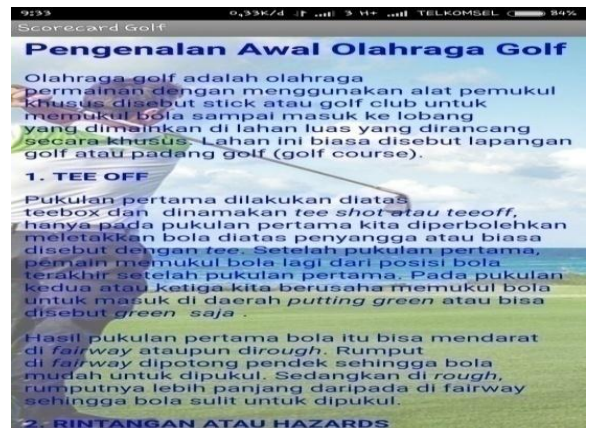 9:33 0,33K/d 3 H+ TELKOMSEL 84%
Scorecard Golf
Pengenalan Awal Olahraga Golf
Olahraga golf adalah olahraga
permainan dengan menggunakan alat pemukul
khusus disebut stick atau golf club untuk
memukul bola sampai masuk ke lobang
yang dimainkan di lahan luas yang dirancang
secara khusus. Lahan ini biasa disebut lapangan
golf atau padang golf (golf course).
1. TEE OFF
Pukulan pertama dilakukan diatas
teebox dan dinamakan tee shot atau teeoff,
hanya pada pukulan pertama kita diperbolehkan
meletakkan bola diatas penyangga atau biasa
disebut dengan tee. Setelah pukulan pertama,
pemain memukul bola lagi dari posisi bola
terakhir setelah pukulan pertama. Pada pukulan
kedua atau ketiga kita berusaha memukul bola
untuk masuk di daerah putting green atau bisa
disebut green saja .
Hasil pukulan pertama bola itu bisa mendarat
di fairway ataupun dirough. Rumput
di fairway dipotong pendek sehingga bola
mudah untuk dipukul. Sedangkan di rough,
rumputnya lebih panjang daripada di fairway
sehingga bola sulit untuk dipukul.
2. RINTANGAN ATAU HAZARDS